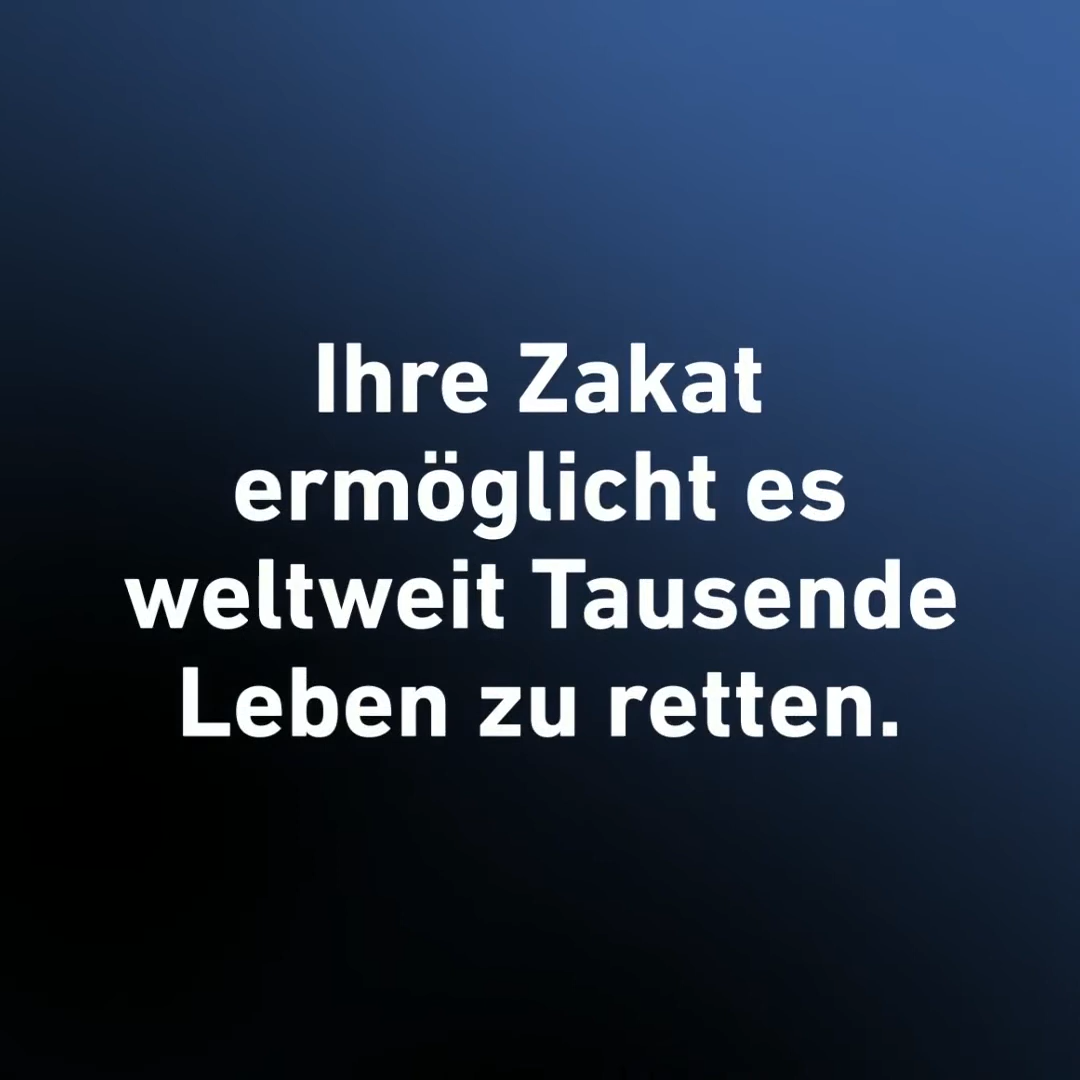 Ihre Zakat
ermöglicht es
weltweit Tausende
Leben zu retten.